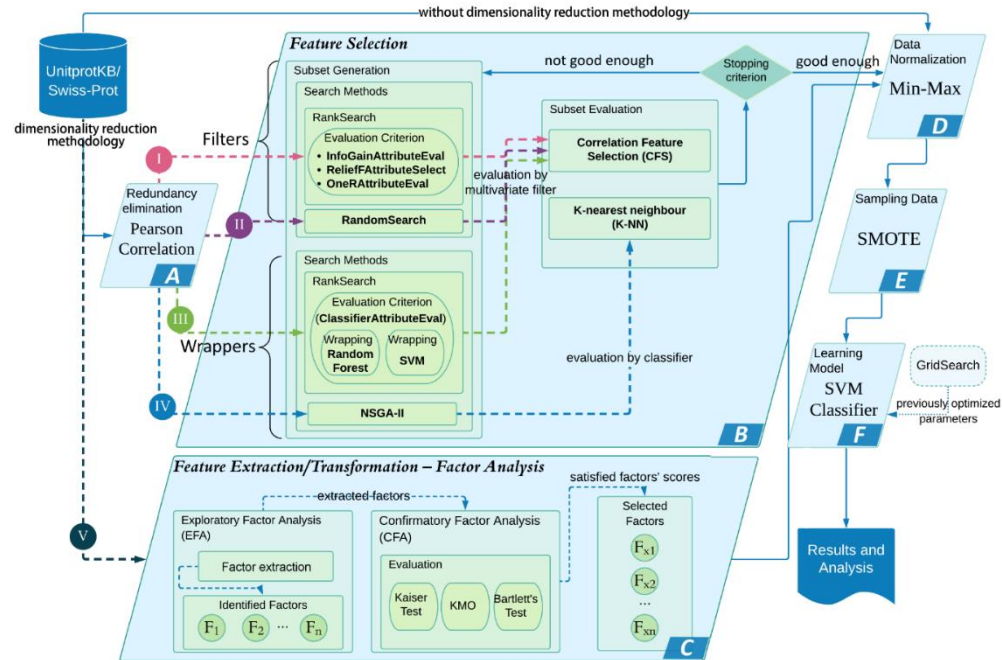 without dimensionality reduction methodology
UnitprotKB/
Swiss-Prot
dimensionality reduction
methodology
Feature Selection
Subset Generation
Search Methods
RankSearch
Evaluation Criterion
• InfoGainAttributeEval
• ReliefFAttributeSelect
• OneRAttributeEval
RandomSearch
Filters
I
II
III
IV
V
Redundancy
elimination
Pearson
Correlation
A
Search Methods
RankSearch
Evaluation Criterion
(ClassifierAttributeEval)
Wrapping
Random
Forest
Wrapping
SVM
NSGA-II
Wrappers
not good enough
Stopping
criterion
good enough
Subset Evaluation
Correlation Feature
Selection (CFS)
evaluation by
multivariate filter
K-nearest neighbour
(K-NN)
evaluation by classifier
B
Data
Normalization
Min-Max
D
Sampling Data
SMOTE
E
Learning
Model
SVM
Classifier
F
GridSearch
previously optimized
parameters
Results and
Analysis
Feature Extraction/Transformation – Factor Analysis
extracted factors
satisfied factors' scores
Exploratory Factor Analysis
(EFA)
Factor extraction
Identified Factors
F1 F2 ... Fn
Confirmatory Factor Analysis
(CFA)
Evaluation
Kaiser
Test
KMO
Bartlett's
Test
Selected
Factors
Fx1
Fx2
...
Fxn
C